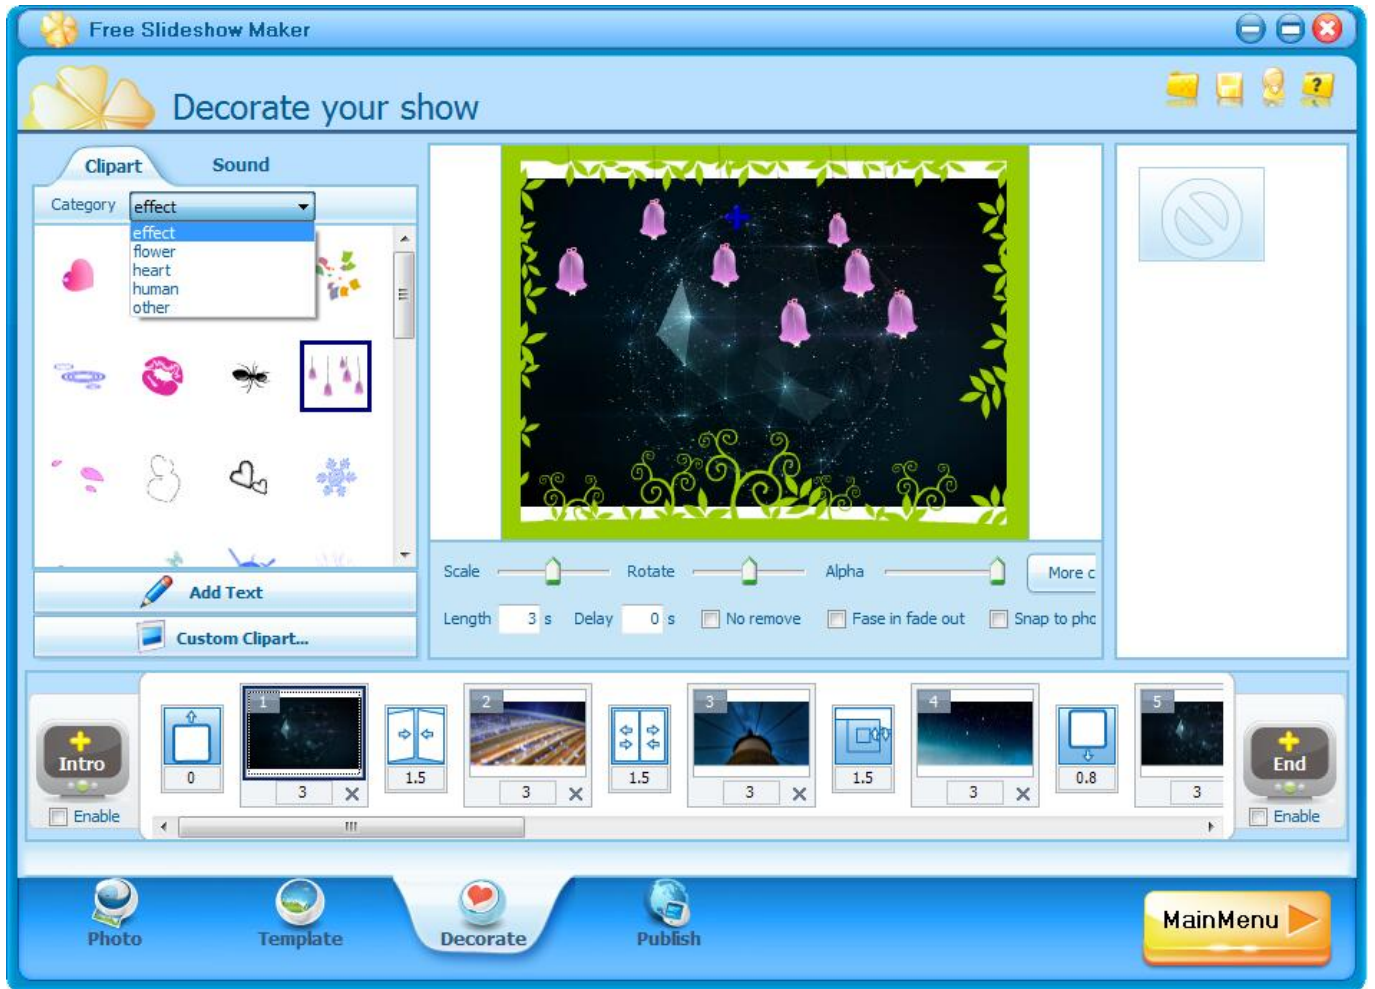 Free Slideshow Maker
Decorate your show
?
Clipart Sound
Category effect
effect
flower
heart
human
other
Add Text
Custom Clipart...
Scale Rotate Alpha More c
Length 3 s Delay 0 s No remove Fase in fade out Snap to phc
Intro
Enable
0
1
3
1.5
2
3
1.5
3
3
1.5
4
3
0.8
5
3
End
Enable
Photo Template Decorate Publish
MainMenu